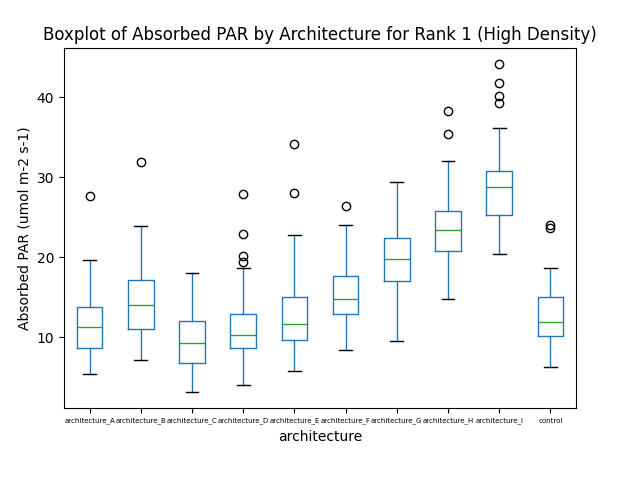 Boxplot of Absorbed PAR by Architecture for Rank 1 (High Density)
40
30
20
10
Absorbed PAR (umol m-2 s-1)
architecture_A architecture_B architecture_C architecture_D architecture_E architecture_F architecture_G architecture_H architecture_I control
architecture